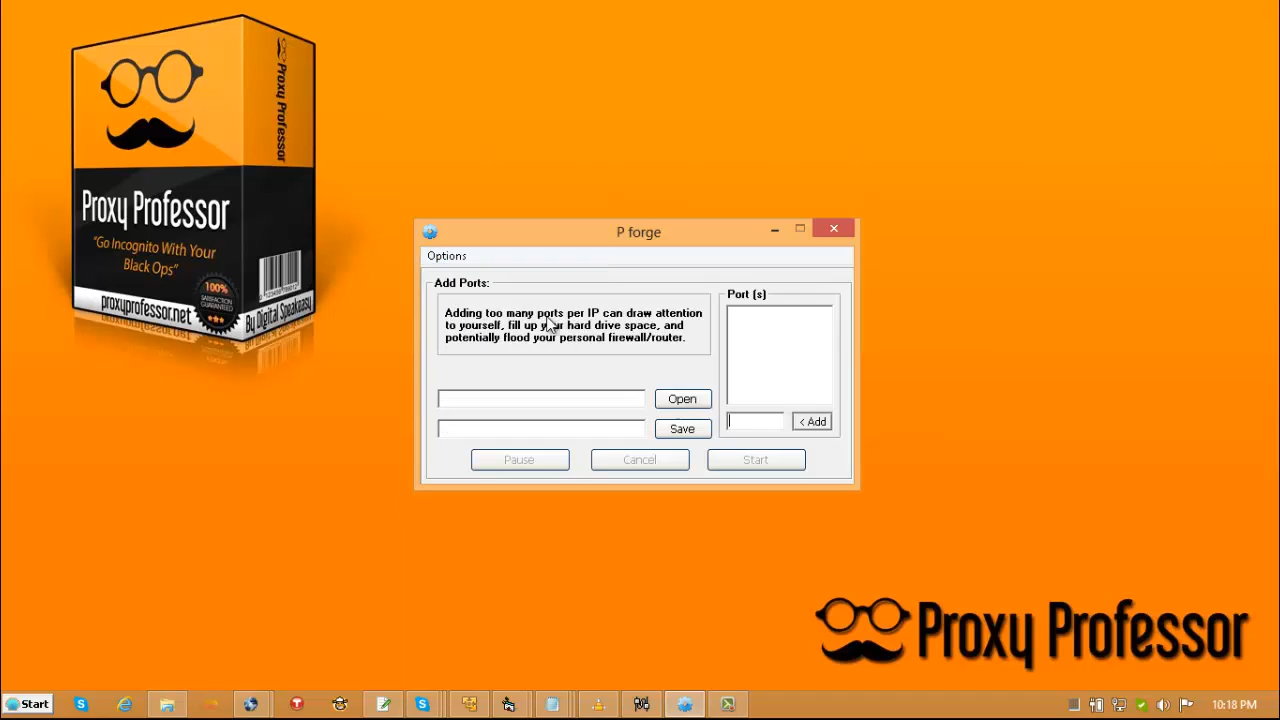 Proxy Professor
Proxy Professor
"Go Incognito With Your
Black Ops"
100%
SATISFACTION
GUARANTEED
proxyprofessor.net
By Digital Speakeasy
P forge
Options
Add Ports:
Adding too many ports per IP can draw attention
to yourself, fill up your hard drive space, and
potentially flood your personal firewall/router.
Port (s)
Open
Save
< Add
Pause
Cancel
Start
Proxy Professor
Start
10:18 PM